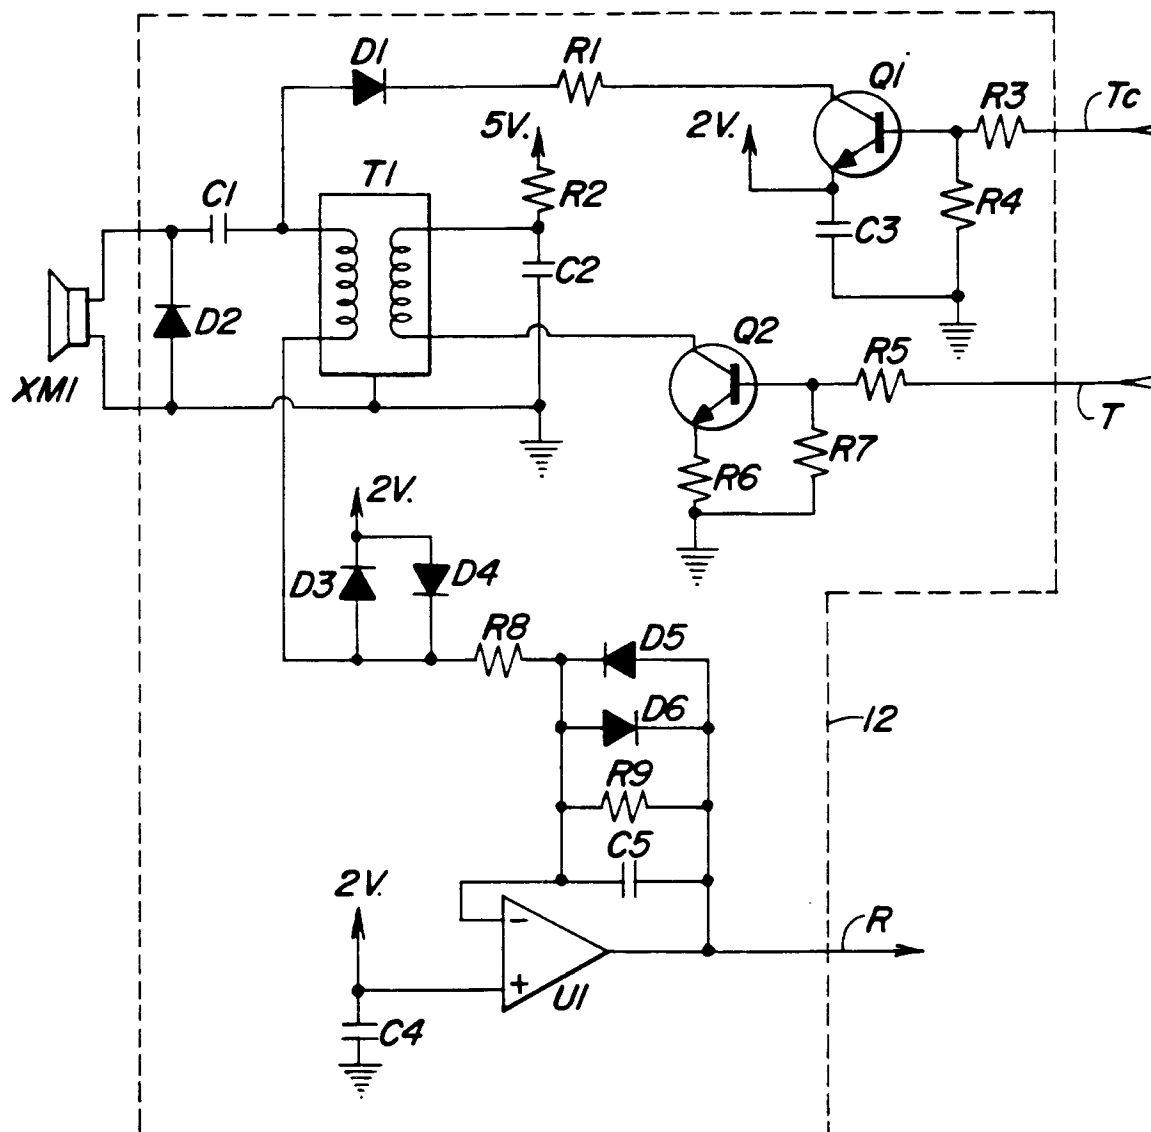 D1
R1
Q1
R3
Tc
5V.
2V.
C1
T1
R2
R4
C3
C2
D2
XM1
Q2
R5
T
R7
R6
2V.
D3
D4
R8
D5
D6
12
R9
C5
2V.
R
−
+
U1
C4